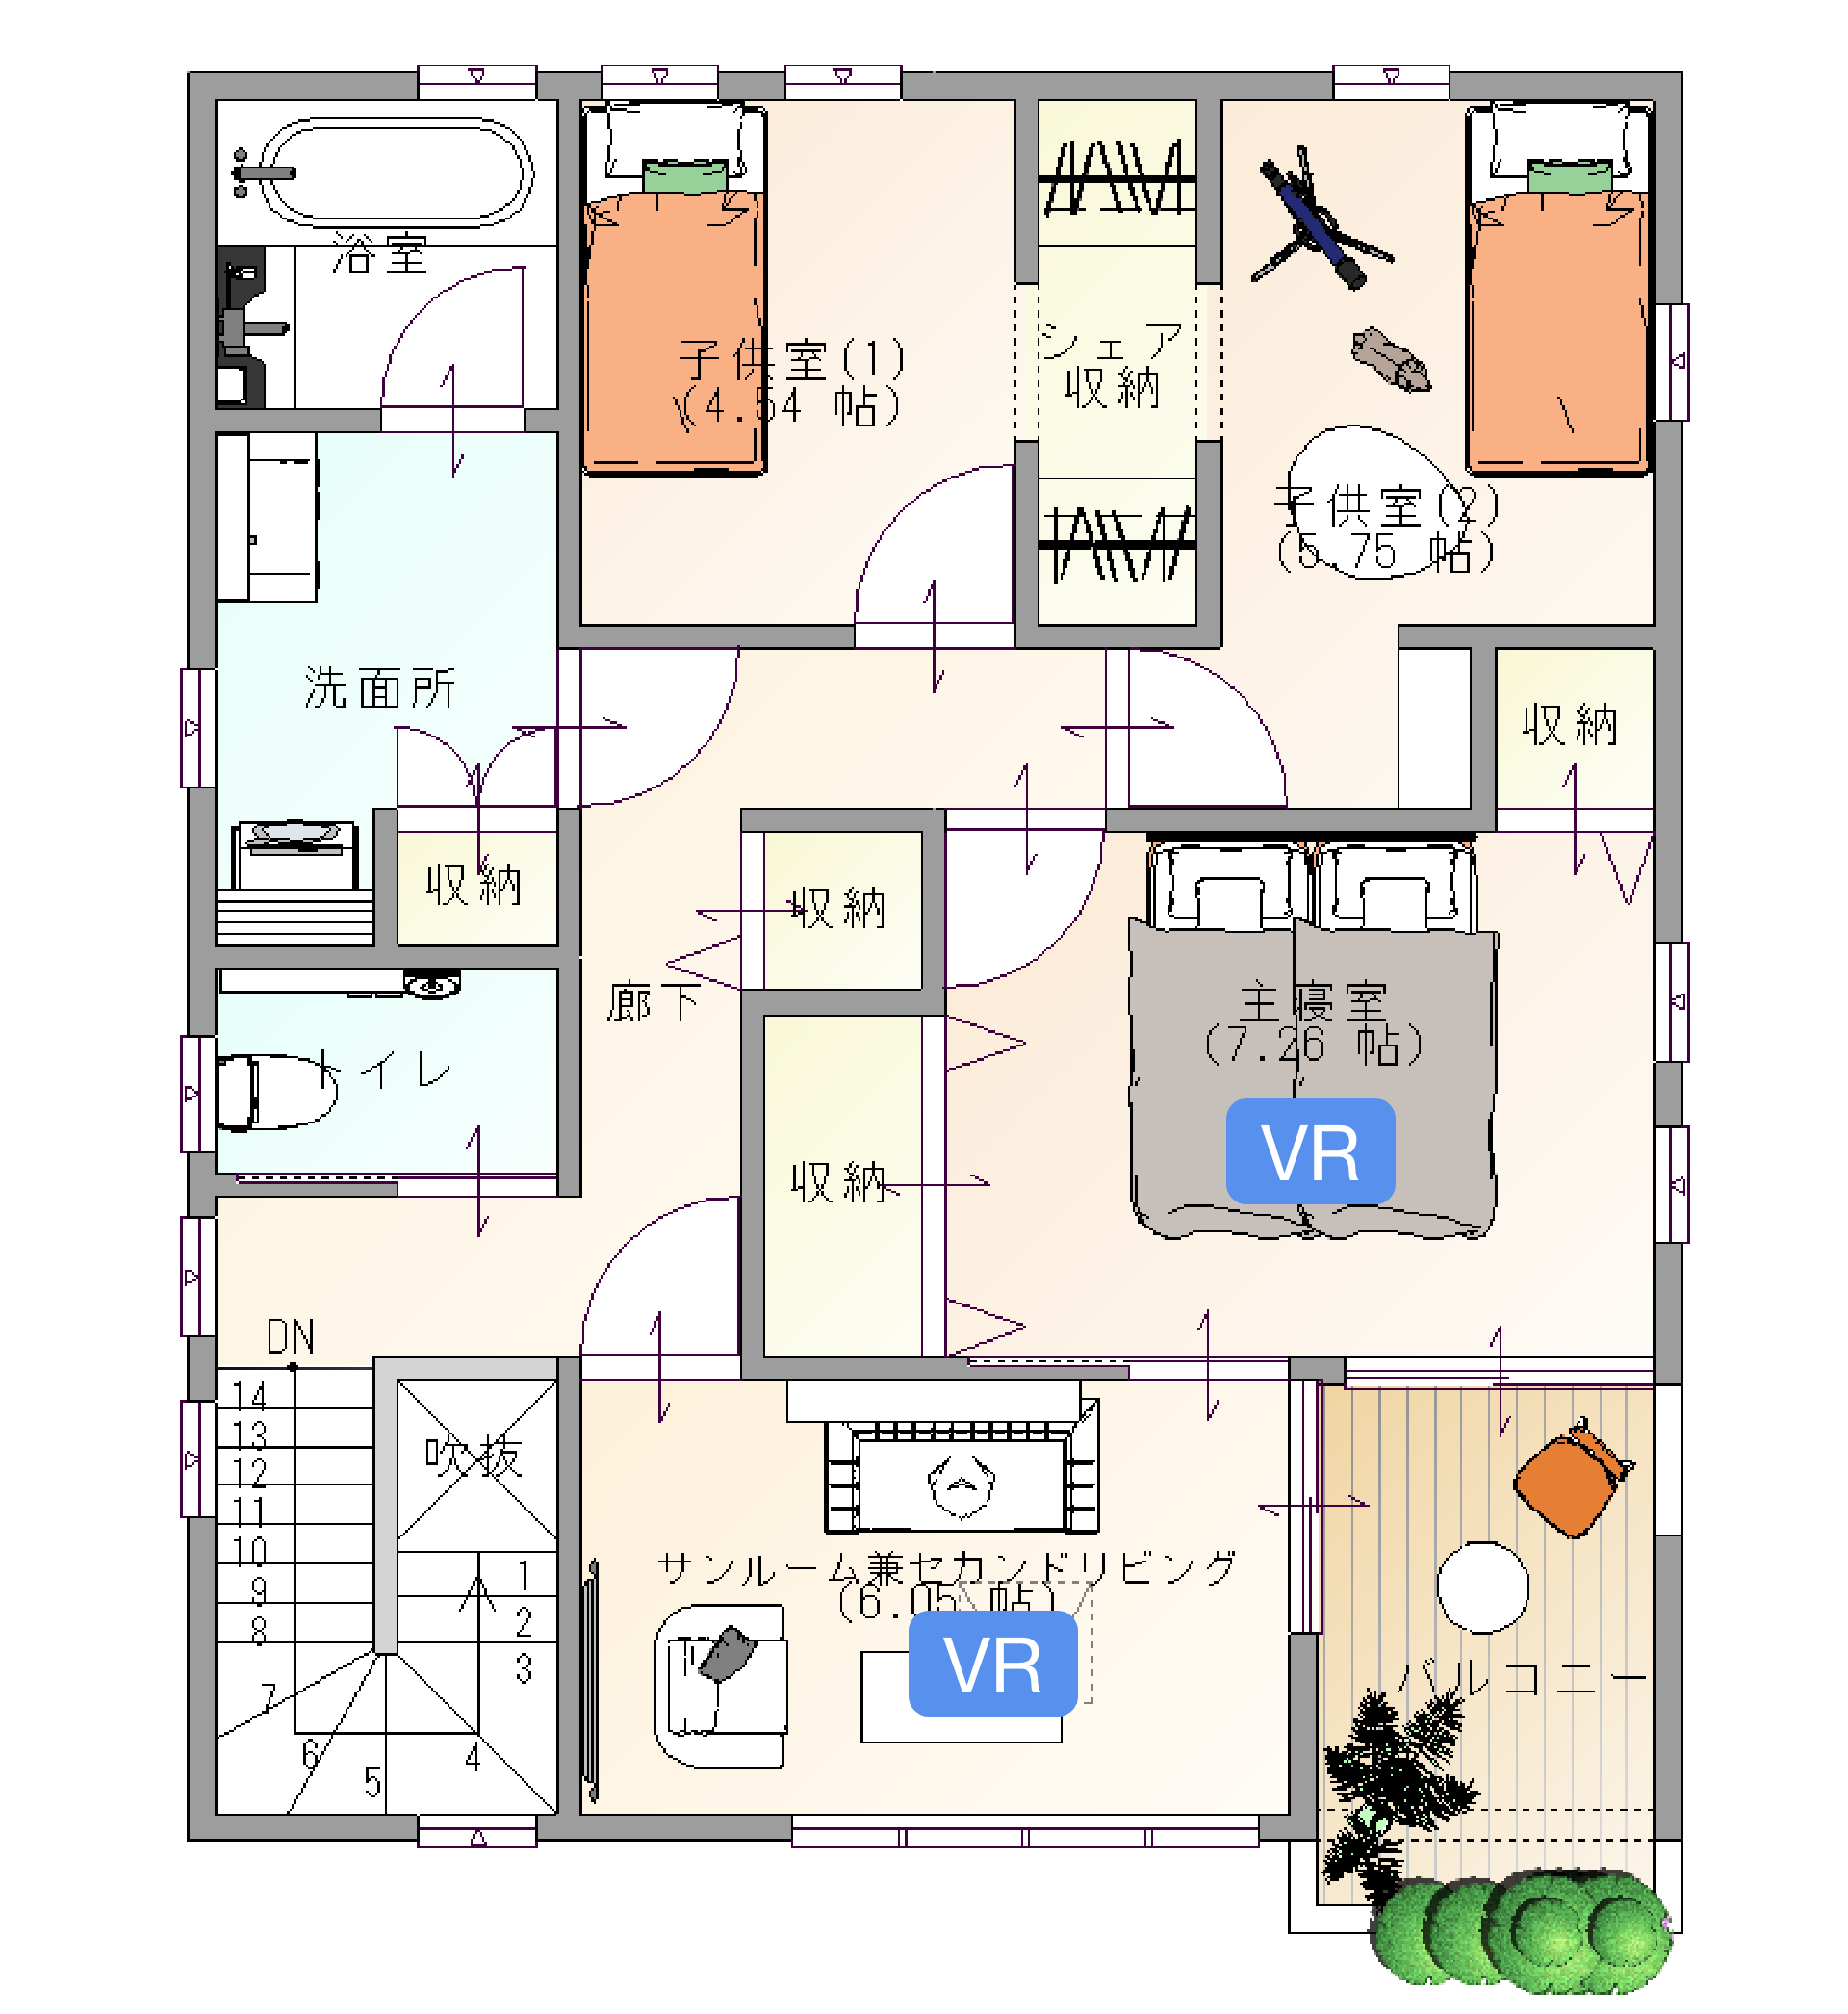 浴室
子供室(1)
(4.54 帖)
シェア
収納
子供室(2)
(5.75 帖)
洗面所
収納
収納
収納
廊下
主寝室
(7.26 帖)
VR
トイレ
収納
DN
14
13
12
11
10
9
8
7
6
5
4
3
2
1
吹抜
サンルーム兼セカンドリビング
(6.05 帖)
VR
バルコニー